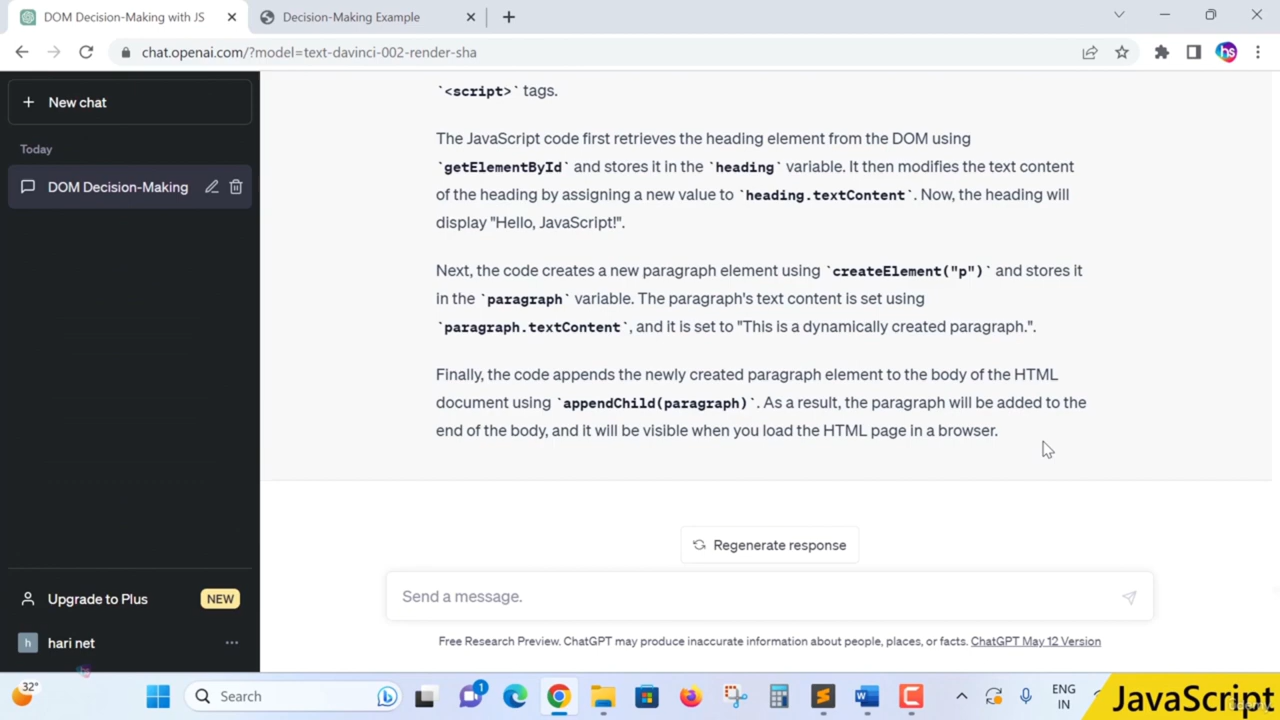 DOM Decision-Making with JS
Decision-Making Example
chat.openai.com/?model=text-davinci-002-render-sha
hs
New chat
Today
DOM Decision-Making
`<script>` tags.
The JavaScript code first retrieves the heading element from the DOM using
`getElementById` and stores it in the `heading` variable. It then modifies the text content
of the heading by assigning a new value to `heading.textContent`. Now, the heading will
display "Hello, JavaScript!".
Next, the code creates a new paragraph element using `createElement("p")` and stores it
in the `paragraph` variable. The paragraph's text content is set using
`paragraph.textContent`, and it is set to "This is a dynamically created paragraph.".
Finally, the code appends the newly created paragraph element to the body of the HTML
document using `appendChild(paragraph)`. As a result, the paragraph will be added to the
end of the body, and it will be visible when you load the HTML page in a browser.
Regenerate response
Send a message.
Free Research Preview. ChatGPT may produce inaccurate information about people, places, or facts. ChatGPT May 12 Version
Upgrade to Plus
NEW
h
hari net
32°
Search
1
ENG
IN
JavaScript